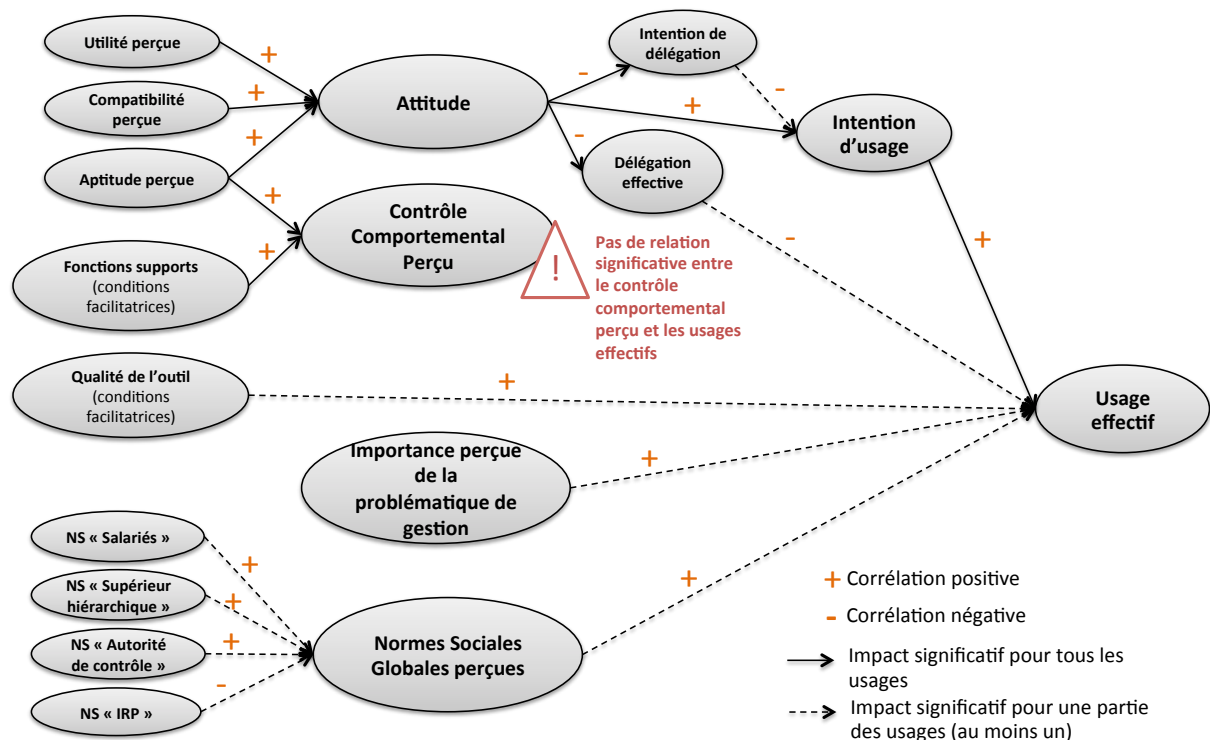 Utilité perçue
+
Compatibilité
perçue
+
Aptitude perçue
+
+
Fonctions supports
(conditions
facilitatrices)
+
Attitude
Contrôle
Comportemental
Perçu
-
+
-
Intention de
délégation
-
Délégation
effective
Intention
d’usage
!
Pas de relation
significative entre
le contrôle
comportemental
perçu et les usages
effectifs
-
+
Qualité de l’outil
(conditions
facilitatrices)
+
Usage
effectif
Importance perçue
de la
problématique de
gestion
+
NS « Salariés »
+
NS « Supérieur
hiérarchique »
+
NS « Autorité
de contrôle »
+
NS « IRP »
-
Normes Sociales
Globales perçues
+
+ Corrélation positive
- Corrélation négative
Impact significatif pour tous les
usages
Impact significatif pour une partie
des usages (au moins un)